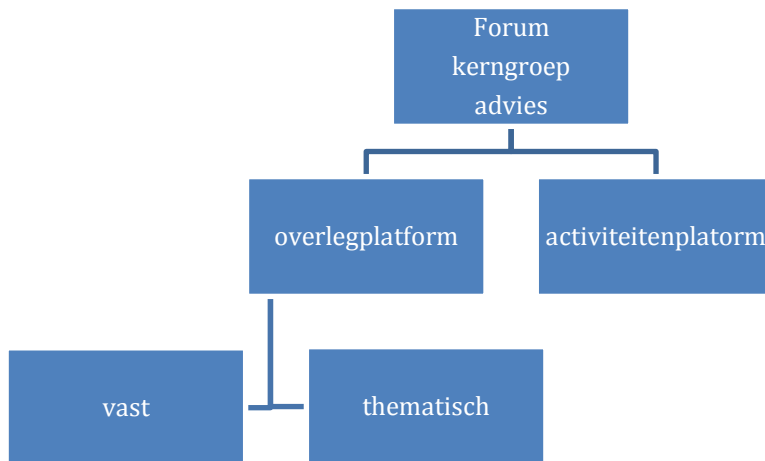 Forum
kerngroep
advies
overlegplatform
activiteitenplatorm
vast
thematisch